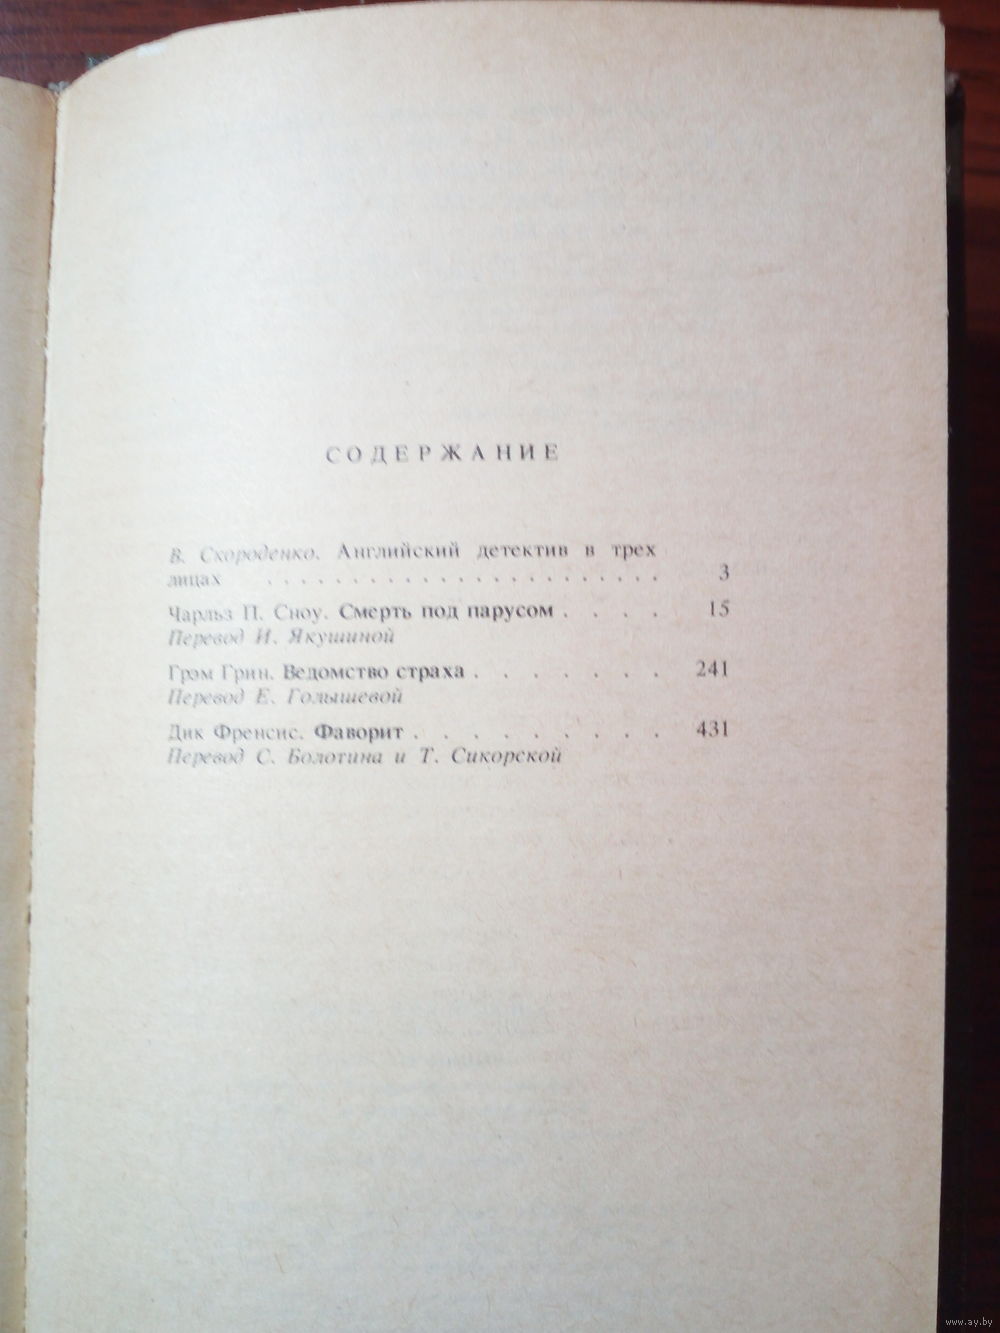 СОДЕРЖАНИЕ
В. Скороденко. Английский детектив в трех
лицах . . . . . . . . . . . . . . . . . . . . . . . . 3
Чарльз П. Сноу. Смерть под парусом . . . . 15
Перевод И. Якушиной
Грэм Грин. Ведомство страха . . . . . . . 241
Перевод Е. Голышевой
Дик Френсис. Фаворит . . . . . . . . . 431
Перевод С. Болотина и Т. Сикорской
www.ay.by